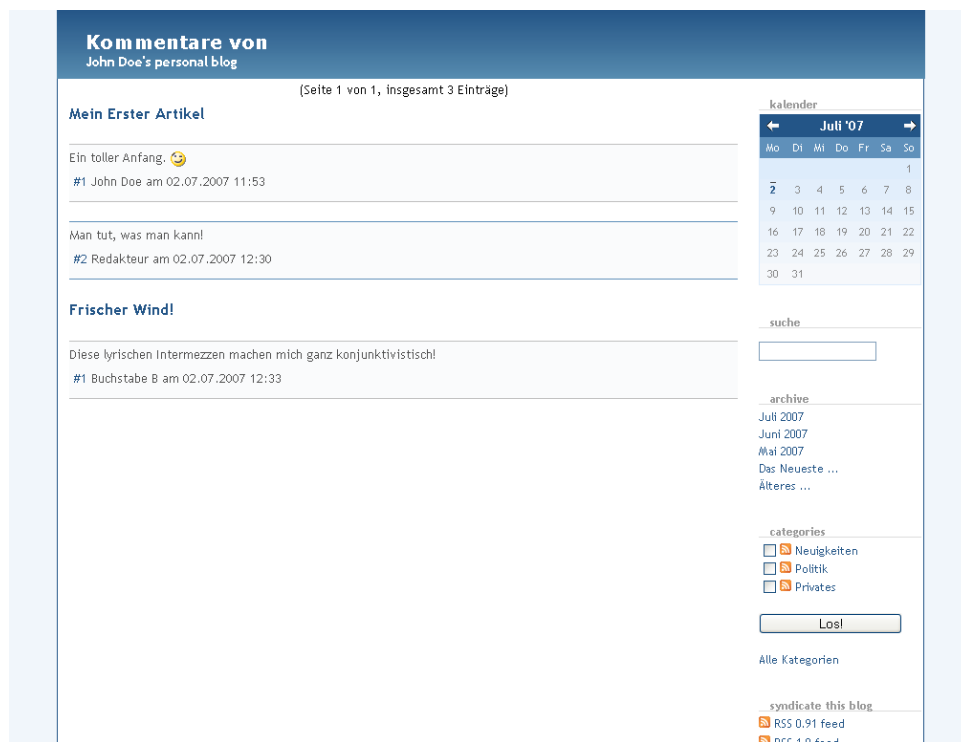 Kommentare von
John Doe's personal blog
(Seite 1 von 1, insgesamt 3 Einträge)
Mein Erster Artikel
Ein toller Anfang.
#1 John Doe am 02.07.2007 11:53
Man tut, was man kann!
#2 Redakteur am 02.07.2007 12:30
Frischer Wind!
Diese lyrischen Intermezzen machen mich ganz konjunktivistisch!
#1 Buchstabe B am 02.07.2007 12:33
kalender
Juli '07
Mo Di Mi Do Fr Sa So
1
2 3 4 5 6 7 8
9 10 11 12 13 14 15
16 17 18 19 20 21 22
23 24 25 26 27 28 29
30 31
suche
archive
Juli 2007
Juni 2007
Mai 2007
Das Neueste ...
Älteres ...
categories
Neuigkeiten
Politik
Privates
Los!
Alle Kategorien
syndicate this blog
RSS 0.91 feed
RSS 1.0 feed